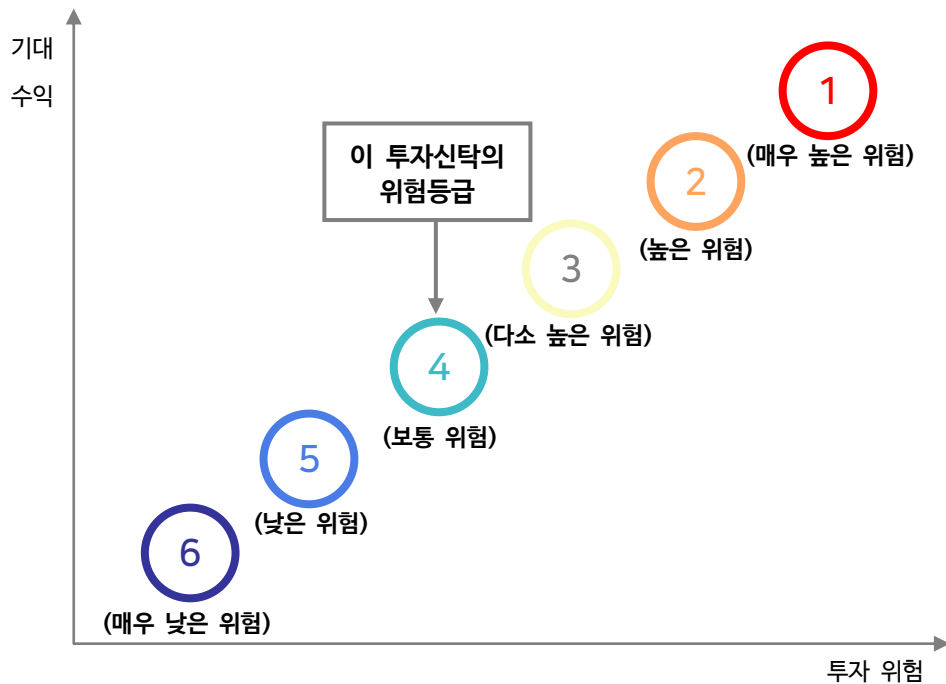 기대
수익
1
(매우 높은 위험)
이 투자신탁의
위험등급
2
(높은 위험)
3
(다소 높은 위험)
4
(보통 위험)
5
(낮은 위험)
6
(매우 낮은 위험)
투자 위험